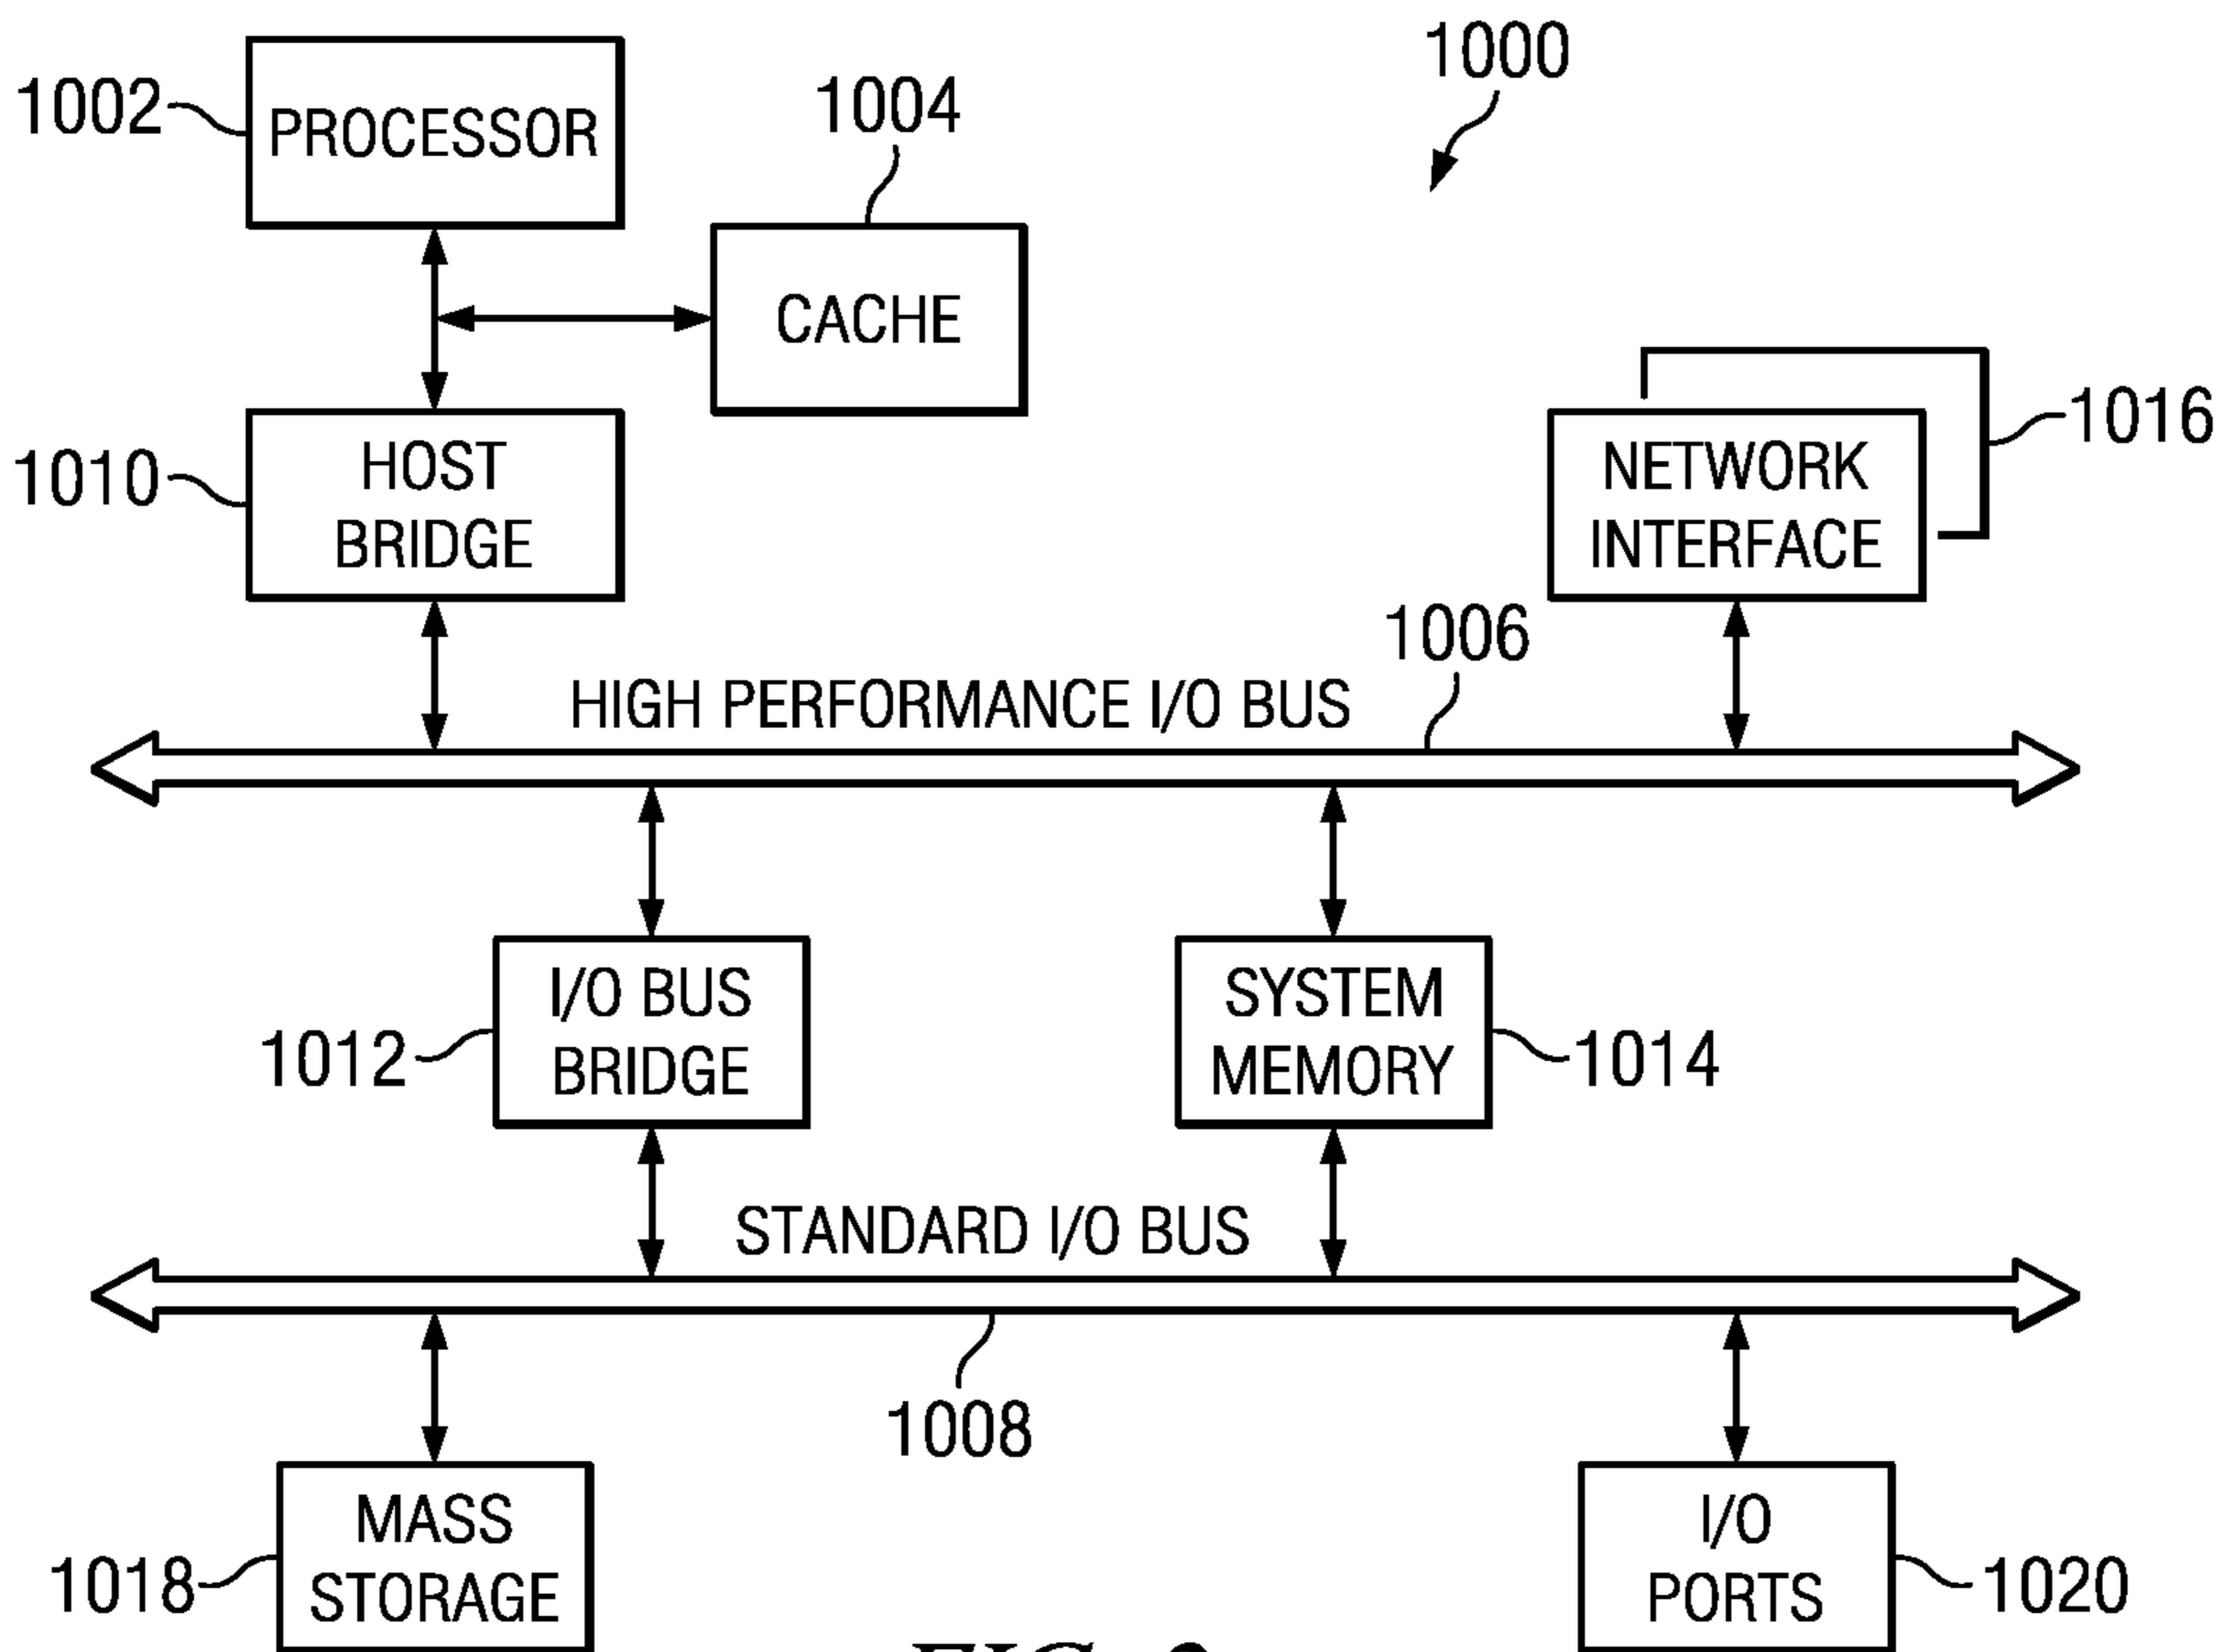 1000
1002
PROCESSOR
1004
CACHE
1010
HOST
BRIDGE
NETWORK
INTERFACE
1016
1006
HIGH PERFORMANCE I/O BUS
I/O BUS
BRIDGE
1012
SYSTEM
MEMORY
1014
STANDARD I/O BUS
1008
MASS
STORAGE
1018
I/O
PORTS
1020